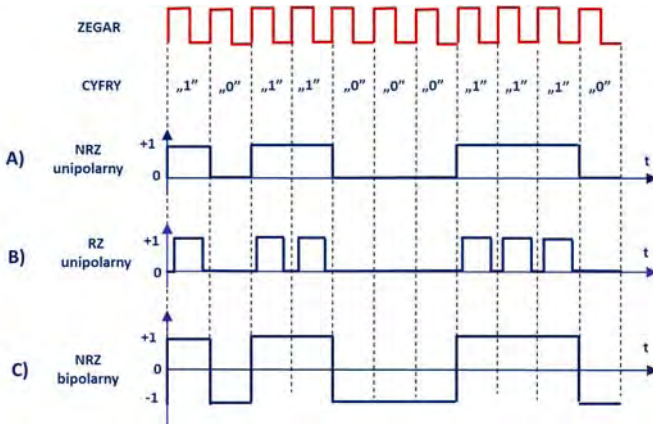 ZEGAR
CYFRY
„1” „0” „1” „1” „0” „0” „0” „1” „1” „1” „0”
A)
NRZ
unipolarny
+1
0
t
B)
RZ
unipolarny
+1
0
t
C)
NRZ
bipolarny
+1
0
-1
t